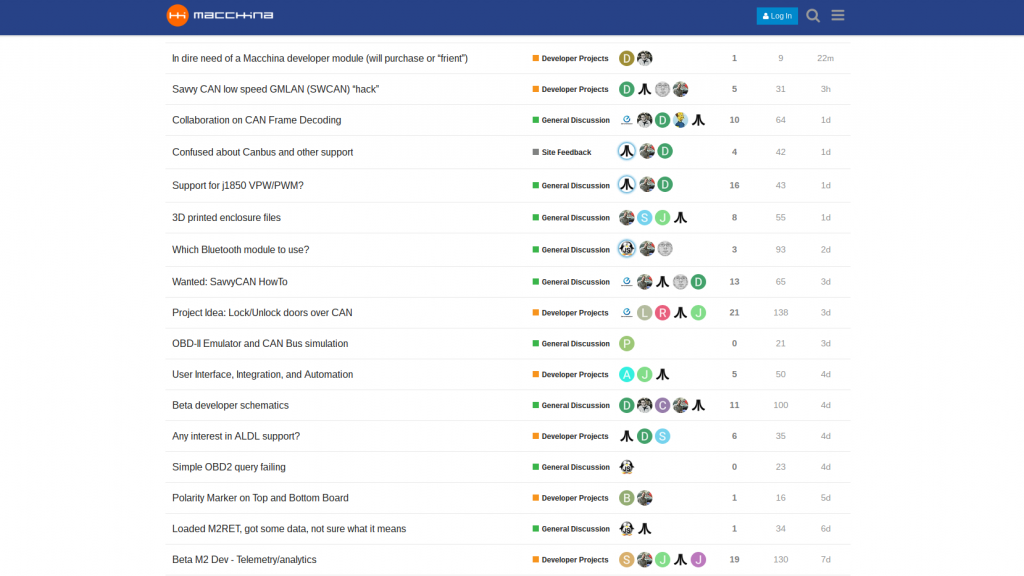 MACCHINA
Log In
In dire need of a Macchina developer module (will purchase or “frient”) Developer Projects D 1 9 22m
Savvy CAN low speed GMLAN (SWCAN) “hack” Developer Projects D 5 31 3h
Collaboration on CAN Frame Decoding General Discussion D 10 64 1d
Confused about Canbus and other support Site Feedback D 4 42 1d
Support for j1850 VPW/PWM? General Discussion D 16 43 1d
3D printed enclosure files General Discussion S J 8 55 1d
Which Bluetooth module to use? General Discussion JS 3 93 2d
Wanted: SavvyCAN HowTo General Discussion D 13 65 3d
Project Idea: Lock/Unlock doors over CAN Developer Projects L R J 21 138 3d
OBD-II Emulator and CAN Bus simulation General Discussion P 0 21 3d
User Interface, Integration, and Automation Developer Projects A J 5 50 4d
Beta developer schematics General Discussion D C 11 100 4d
Any interest in ALDL support? Developer Projects D S 6 35 4d
Simple OBD2 query failing General Discussion JS 0 23 4d
Polarity Marker on Top and Bottom Board Developer Projects B 1 16 5d
Loaded M2RET, got some data, not sure what it means General Discussion JS 1 34 6d
Beta M2 Dev - Telemetry/analytics Developer Projects S J J 19 130 7d